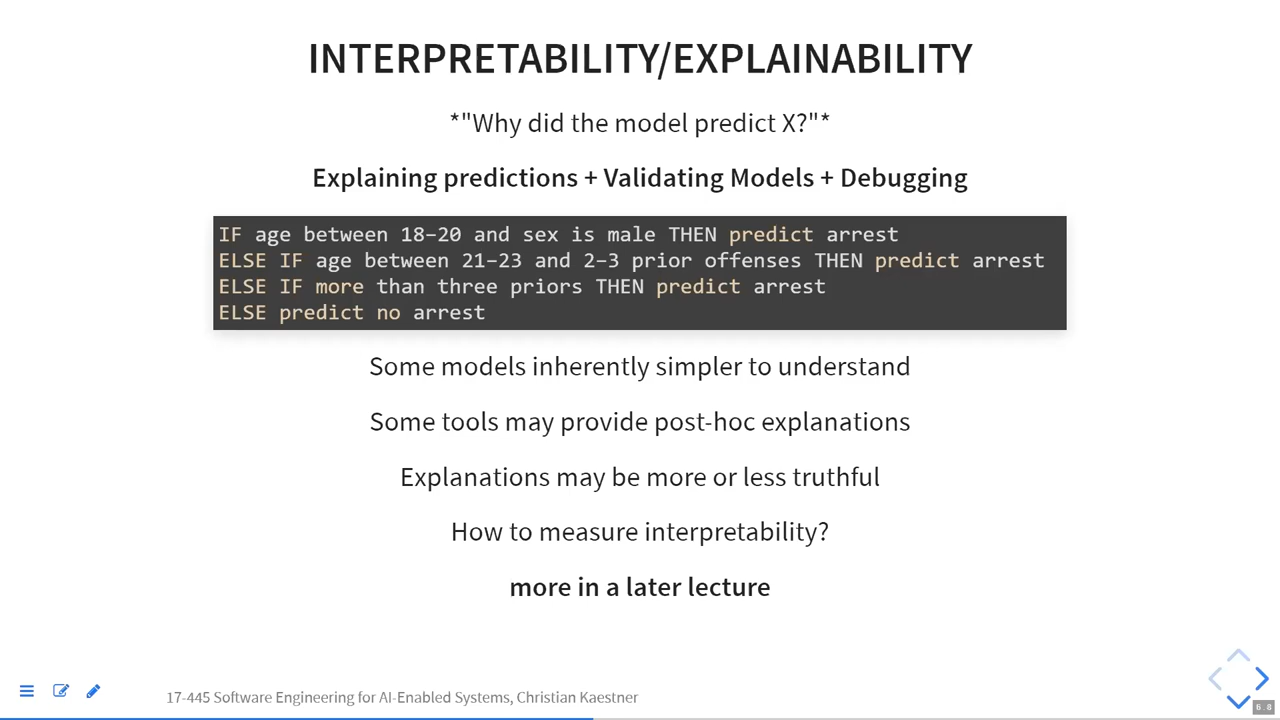 INTERPRETABILITY/EXPLAINABILITY
*"Why did the model predict X?"*
Explaining predictions + Validating Models + Debugging
IF age between 18–20 and sex is male THEN predict arrest
ELSE IF age between 21–23 and 2–3 prior offenses THEN predict arrest
ELSE IF more than three priors THEN predict arrest
ELSE predict no arrest
Some models inherently simpler to understand
Some tools may provide post-hoc explanations
Explanations may be more or less truthful
How to measure interpretability?
more in a later lecture
17-445 Software Engineering for AI-Enabled Systems, Christian Kaestner
6.8